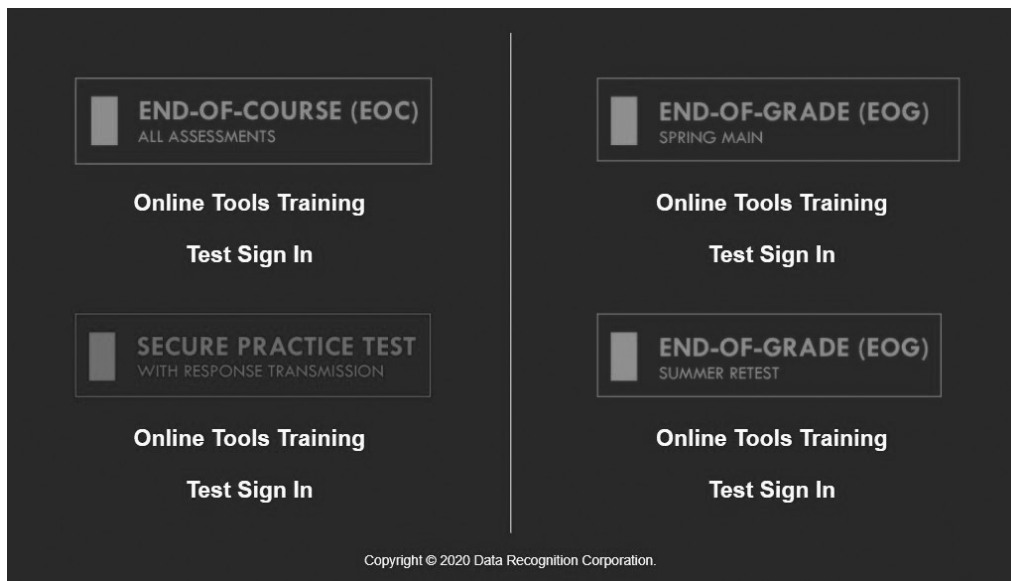 END-OF-COURSE (EOC)
ALL ASSESSMENTS
Online Tools Training
Test Sign In
SECURE PRACTICE TEST
WITH RESPONSE TRANSMISSION
Online Tools Training
Test Sign In
END-OF-GRADE (EOG)
SPRING MAIN
Online Tools Training
Test Sign In
END-OF-GRADE (EOG)
SUMMER RETEST
Online Tools Training
Test Sign In
Copyright © 2020 Data Recognition Corporation.